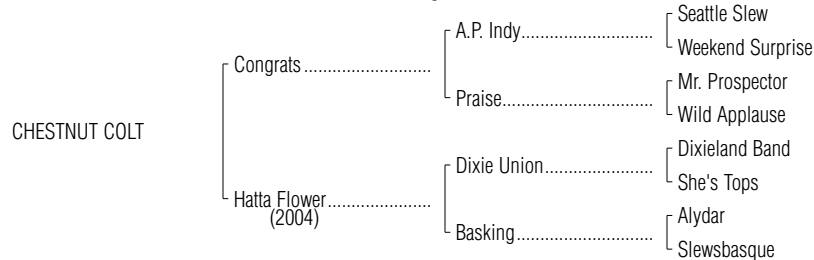 Seattle Slew
A.P. Indy........................
Weekend Surprise
Congrats ........................
Mr. Prospector
Praise............................
Wild Applause
CHESTNUT COLT
Dixieland Band
Dixie Union....................
She's Tops
Hatta Flower...................
(2004)
Alydar
Basking..........................
Slewsbasque